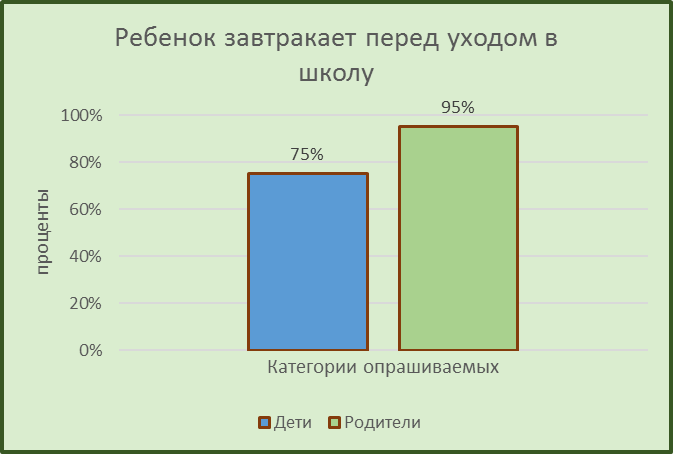 Ребенок завтракает перед уходом в
школу
проценты
100%
80%
60%
40%
20%
0%
75%
95%
Категории опрашиваемых
Дети
Родители